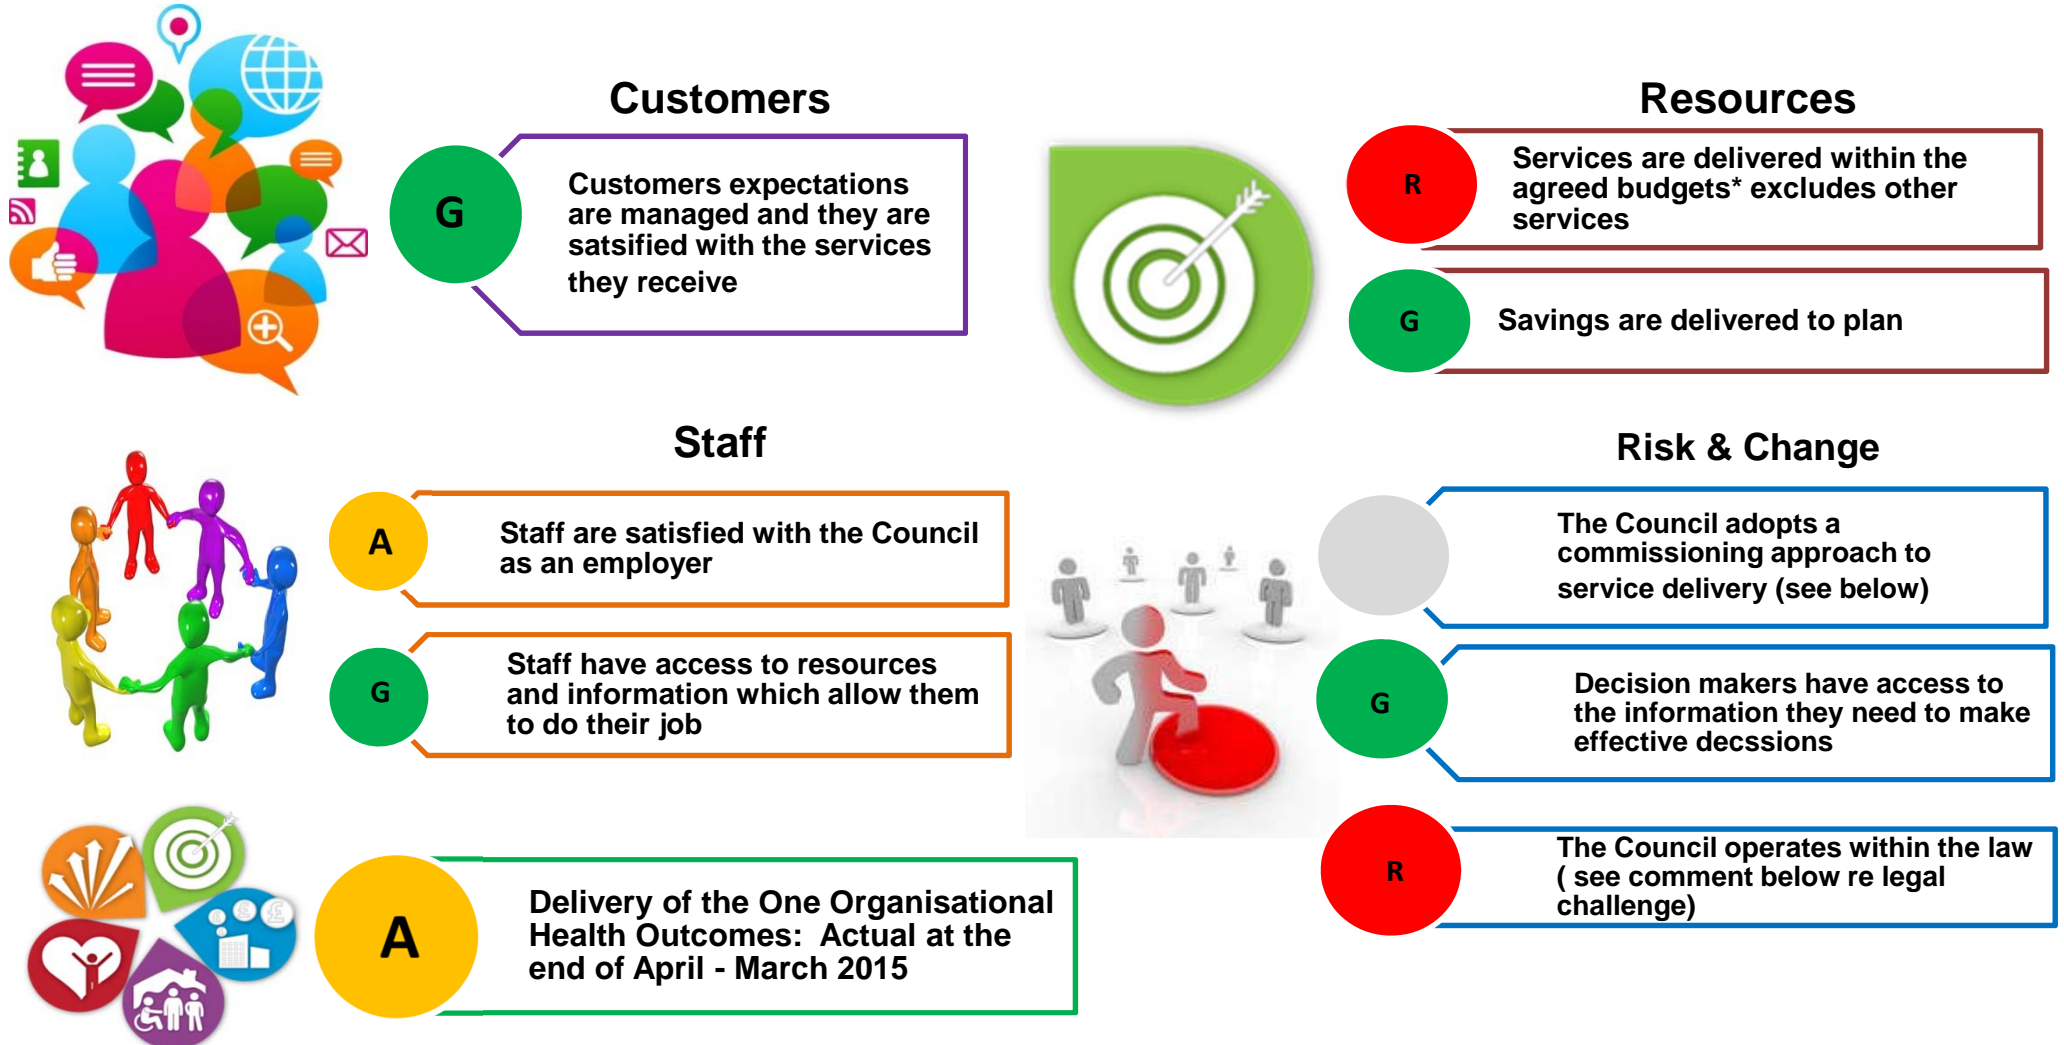 Customers
G
Customers expectations
are managed and they are
satsified with the services
they receive
Resources
R
Services are delivered within the
agreed budgets* excludes other
services
G
Savings are delivered to plan
Staff
A
Staff are satisfied with the Council
as an employer
G
Staff have access to resources
and information which allow them
to do their job
Risk & Change
The Council adopts a
commissioning approach to
service delivery (see below)
G
Decision makers have access to
the information they need to make
effective decssions
R
The Council operates within the law
( see comment below re legal
challenge)
£ £ £
A
Delivery of the One Organisational
Health Outcomes: Actual at the
end of April - March 2015